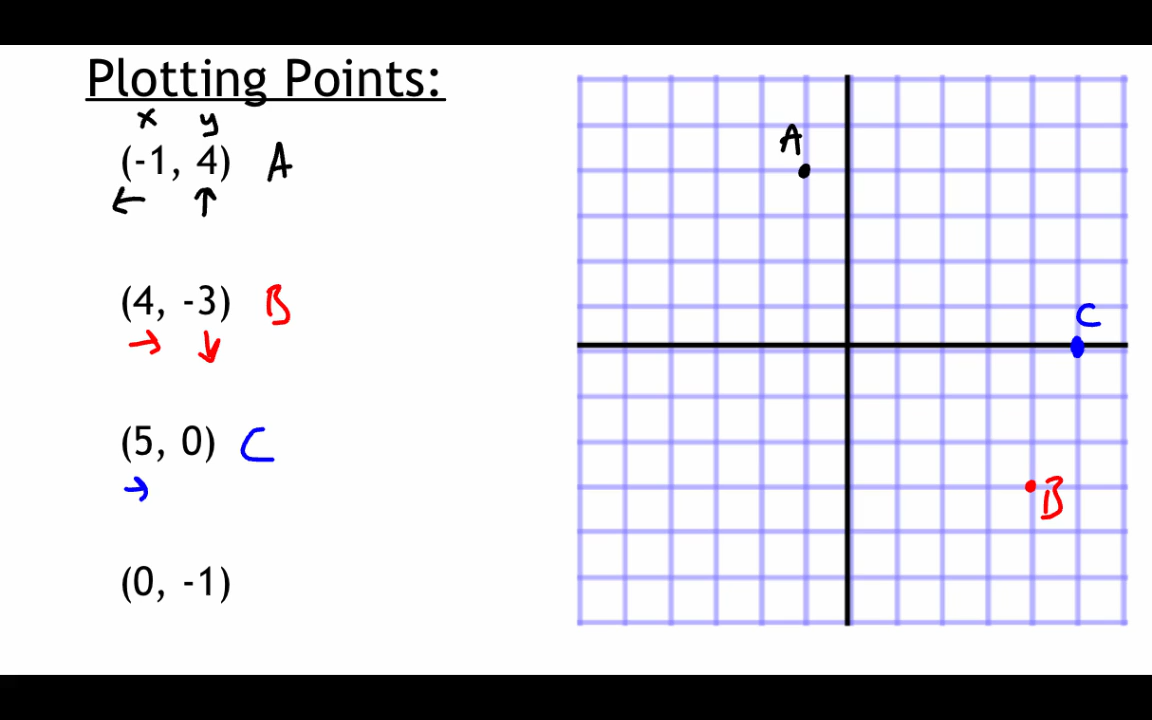 Plotting Points:
x y
(-1, 4) A
← ↑
(4, -3) B
→ ↓
(5, 0) C
→
(0, -1)
A
C
B